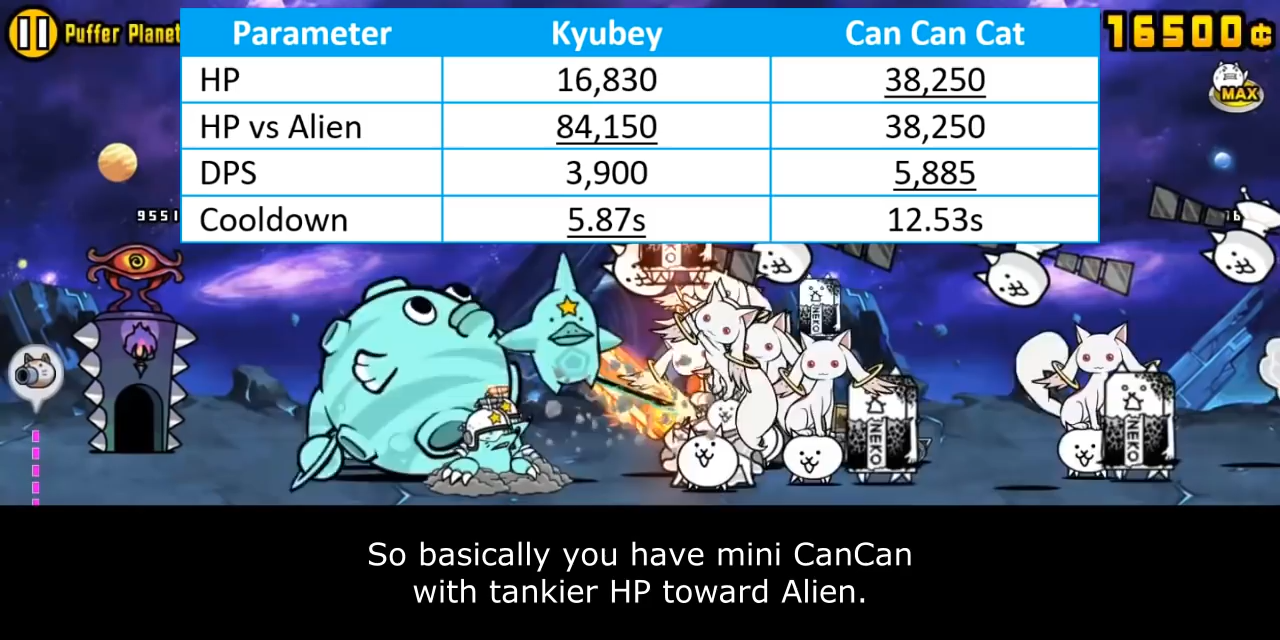 Puffer Planet
16500¢
Parameter Kyubey Can Can Cat
HP 16,830 38,250
HP vs Alien 84,150 38,250
DPS 3,900 5,885
Cooldown 5.87s 12.53s
MAX
NEKO
NEKO
NEKO
So basically you have mini CanCan
with tankier HP toward Alien.